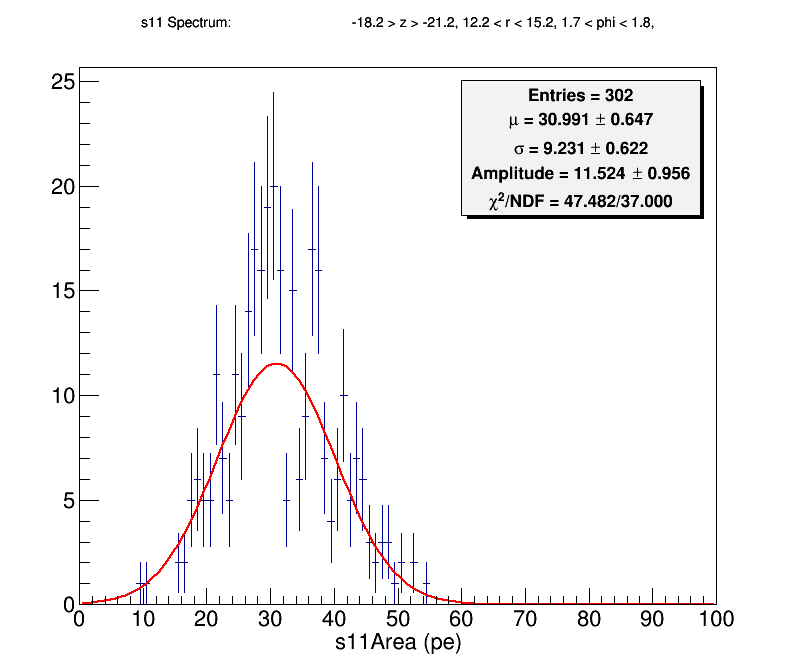 s11 Spectrum: -18.2 > z > -21.2, 12.2 < r < 15.2, 1.7 < phi < 1.8,
Entries = 302
μ = 30.991 ± 0.647
σ = 9.231 ± 0.622
Amplitude = 11.524 ± 0.956
χ²/NDF = 47.482/37.000
25
20
15
10
5
0
0 10 20 30 40 50 60 70 80 90 100
s11Area (pe)